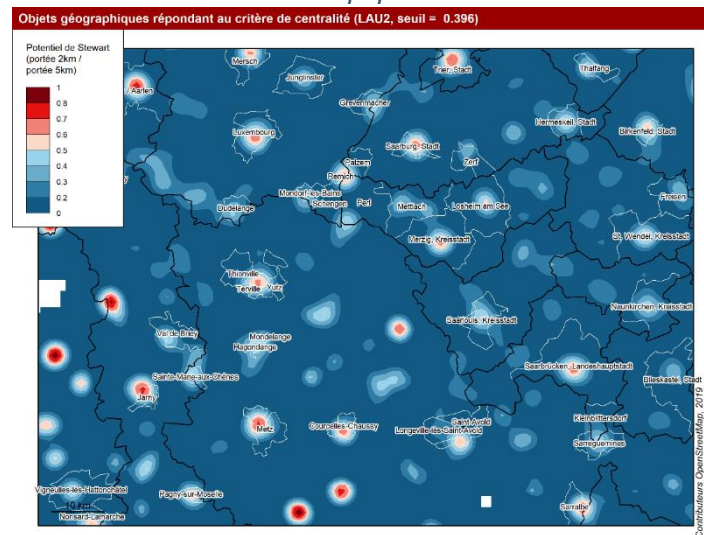 Objets géographiques répondant au critère de centralité (LAU2, seuil = 0.396)
Potentiel de Stewart
(portée 2km /
portée 5km)
1
0.8
0.7
0.6
0.5
0.4
0.3
0.2
0
Mersch
Junglinster
Trier, Stadt
Thalfang
Aarlen
Grevenmacher
Hermeskeil, Stadt
Birkenfeld, Stadt
Luxembourg
Saarburg, Stadt
Palzem
Zerf
Remich
Mondorf-les-Bains
Schengen
Perl
Mettlach
Losheim am See
Freisen
Dudelange
Merzig, Kreisstadt
St. Wendel, Kreisstadt
Thionville
Terville
Yutz
Neunkirchen, Kreisstadt
Saarlouis, Kreisstadt
Val de Briey
Mondelange
Hagondange
Sainte-Marie-aux-Chênes
Saarbrücken, Landeshauptstadt
Blieskastel, Stadt
Jarny
Metz
Courcelles-Chaussy
Saint-Avold
Longeville-lès-Saint-Avold
Kleinblittersdorf
Sarreguemines
Vigneulles-lès-Hattonchâtel
Pagny-sur-Moselle
Sarralbe
10 km
Nonsard-Lamarche
Contributeurs OpenStreetMap, 2019